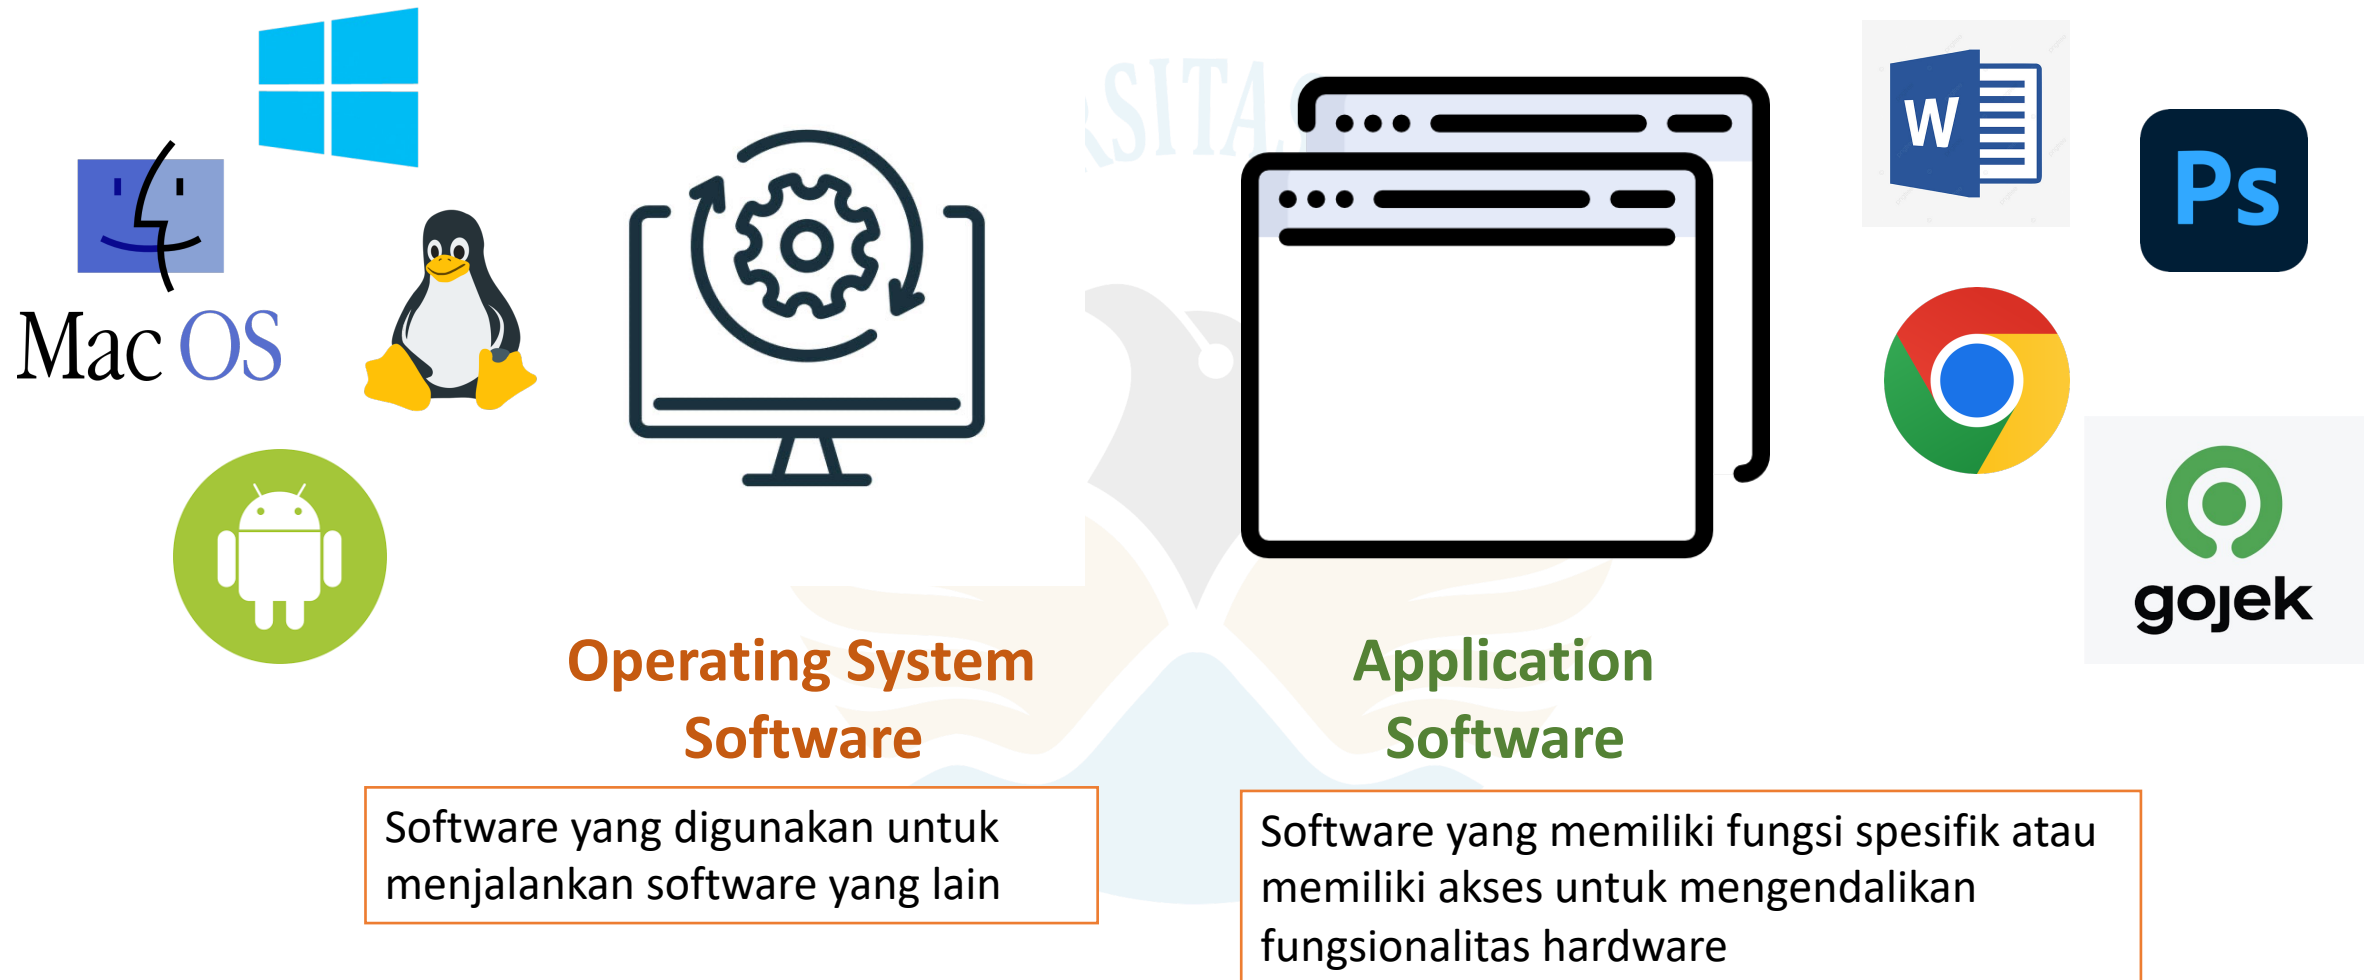 Mac OS
W
Ps
gojek
Operating System
Software
Software yang digunakan untuk
menjalankan software yang lain
Application
Software
Software yang memiliki fungsi spesifik atau
memiliki akses untuk mengendalikan
fungsionalitas hardware
RSITAS